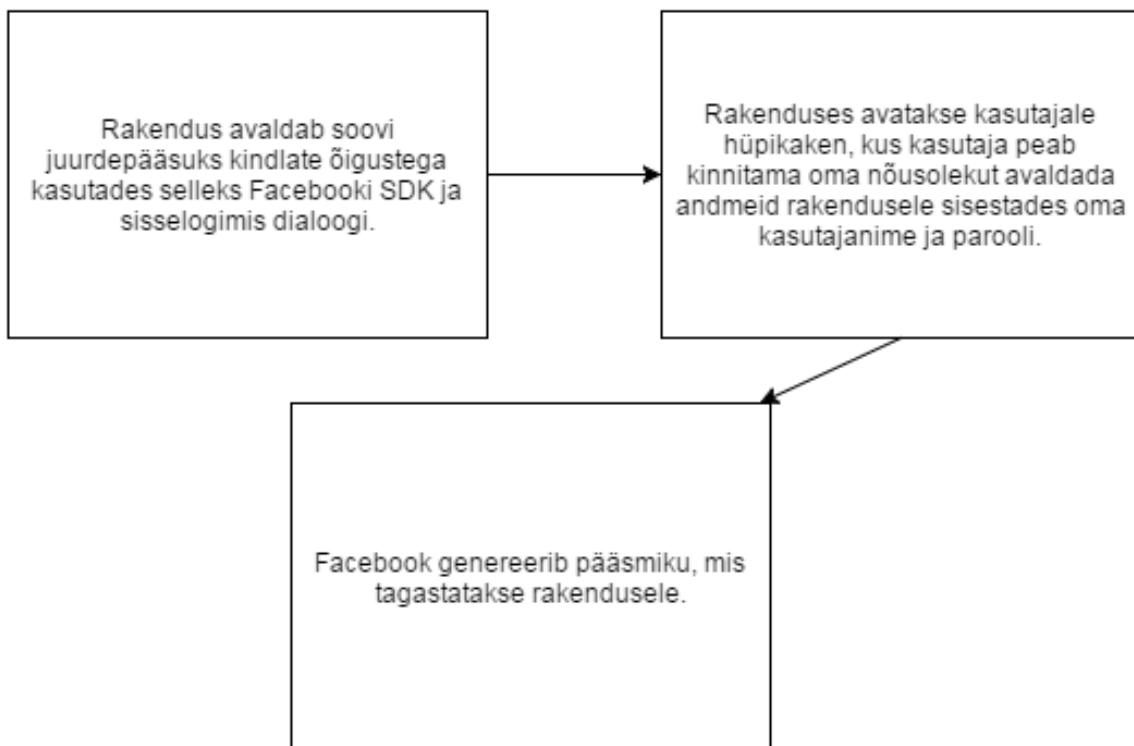 Rakendus avaldab soovi
juurdepääsuks kindlate õigustega
kasutades selleks Facebooki SDK ja
sisselogimis dialoogi.
Rakenduses avatakse kasutajale
hüpikaken, kus kasutaja peab
kinnitama oma nõusolekut avaldada
andmeid rakendusele sisestades oma
kasutajanime ja parooli.
Facebook genereerib pääsmiku, mis
tagastatakse rakendusele.